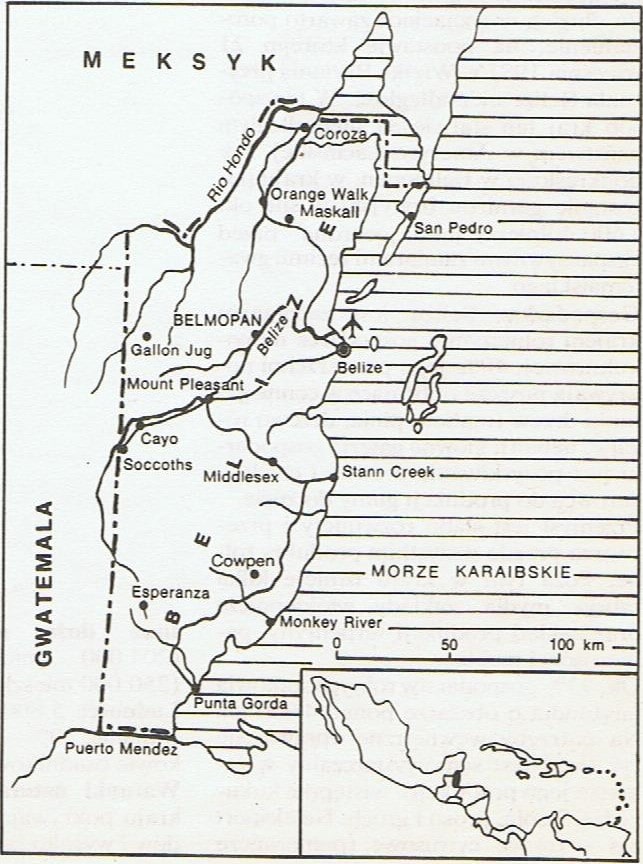 MEKSYK
Rio Hondo
Coroza
Orange Walk
Maskall
San Pedro
BELMOPAN
Belize
Gallon Jug
Belize
Mount Pleasant
Cayo
Soccoths
Middlesex
Stann Creek
BELIZE
GWATEMALA
Cowpen
MORZE KARAIBSKIE
Esperanza
Monkey River
0 50 100 km
Punta Gorda
Puerto Mendez